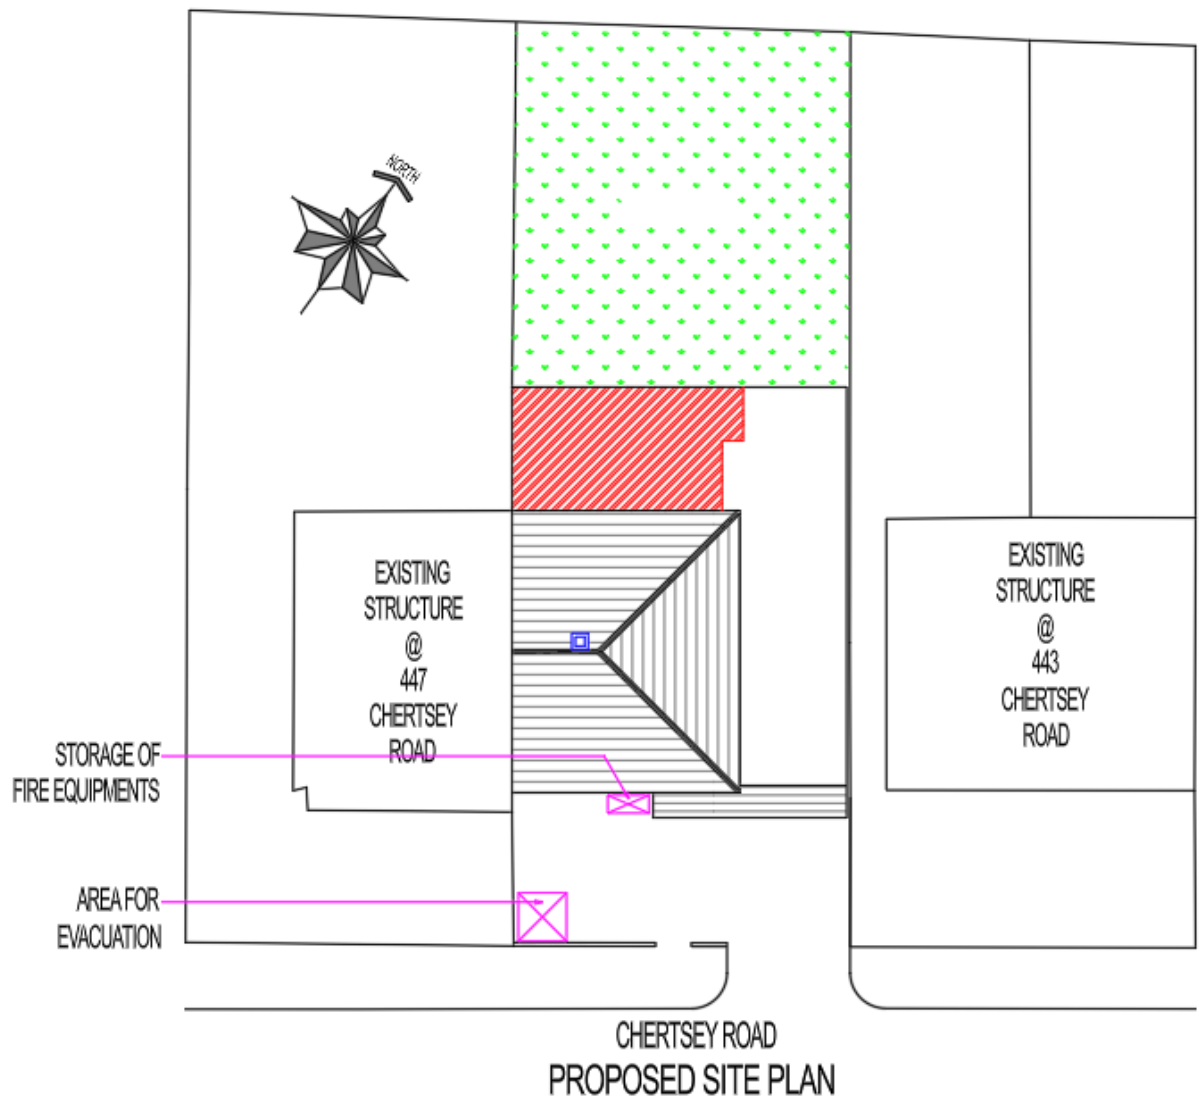 NORTH
EXISTING
STRUCTURE
@
447
CHERTSEY
ROAD
EXISTING
STRUCTURE
@
443
CHERTSEY
ROAD
STORAGE OF
FIRE EQUIPMENTS
AREA FOR
EVACUATION
CHERTSEY ROAD
PROPOSED SITE PLAN